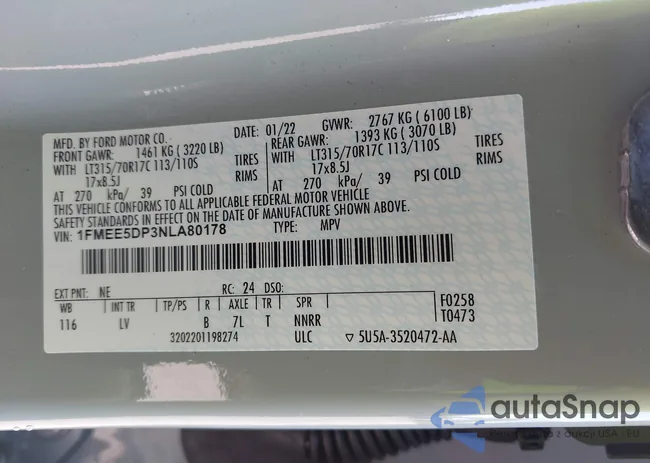 MFD. BY FORD MOTOR CO. DATE: 01/22 GVWR: 2767 KG ( 6100 LB)
FRONT GAWR: 1461 KG ( 3220 LB) REAR GAWR: 1393 KG ( 3070 LB)
WITH LT315/70R17C 113/110S TIRES WITH LT315/70R17C 113/110S TIRES
17x8.5J RIMS 17x8.5J RIMS
AT 270 kPa/ 39 PSI COLD AT 270 kPa/ 39 PSI COLD
THIS VEHICLE CONFORMS TO ALL APPLICABLE FEDERAL MOTOR VEHICLE
SAFETY STANDARDS IN EFFECT ON THE DATE OF MANUFACTURE SHOWN ABOVE.
VIN: 1FMEE5DP3NLA80178 TYPE: MPV
EXT PNT: NE RC: 24 DSO:
WB INT TR TP/PS R AXLE TR SPR F0258
116 LV B 7L T NNRR T0473
3202201198274 ULC ▽ 5U5A-3520472-AA
autaSnap
z aukcji USA - EU